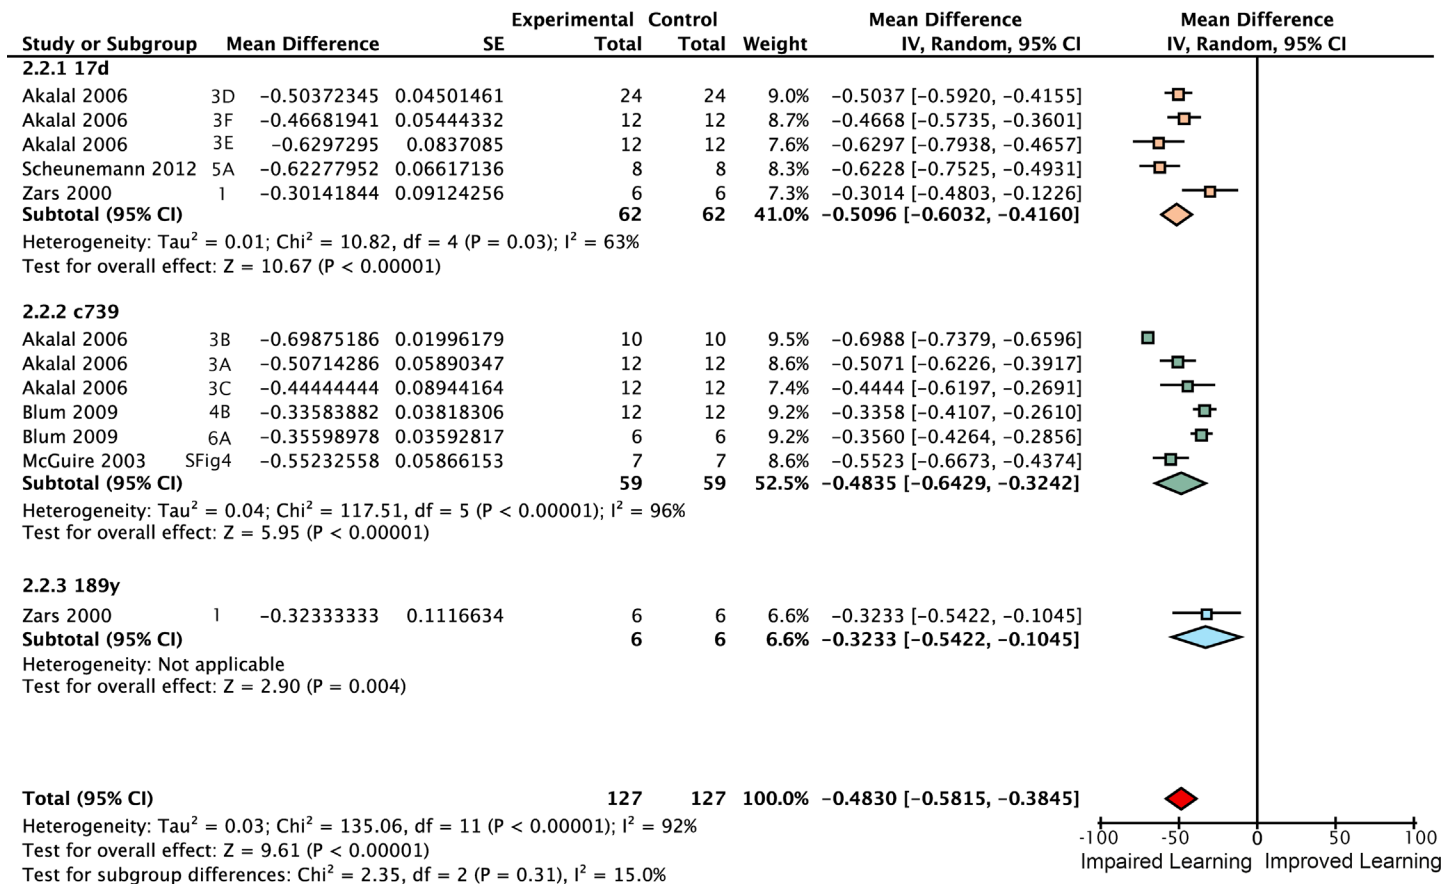 Experimental Control Mean Difference Mean Difference
Study or Subgroup Mean Difference SE Total Total Weight IV, Random, 95% CI IV, Random, 95% CI
2.2.1 17d
Akalal 2006 3D −0.50372345 0.04501461 24 24 9.0% −0.5037 [−0.5920, −0.4155]
Akalal 2006 3F −0.46681941 0.05444332 12 12 8.7% −0.4668 [−0.5735, −0.3601]
Akalal 2006 3E −0.6297295 0.0837085 12 12 7.6% −0.6297 [−0.7938, −0.4657]
Scheunemann 2012 5A −0.62277952 0.06617136 8 8 8.3% −0.6228 [−0.7525, −0.4931]
Zars 2000 1 −0.30141844 0.09124256 6 6 7.3% −0.3014 [−0.4803, −0.1226]
Subtotal (95% CI) 62 62 41.0% −0.5096 [−0.6032, −0.4160]
Heterogeneity: Tau² = 0.01; Chi² = 10.82, df = 4 (P = 0.03); I² = 63%
Test for overall effect: Z = 10.67 (P < 0.00001)
2.2.2 c739
Akalal 2006 3B −0.69875186 0.01996179 10 10 9.5% −0.6988 [−0.7379, −0.6596]
Akalal 2006 3A −0.50714286 0.05890347 12 12 8.6% −0.5071 [−0.6226, −0.3917]
Akalal 2006 3C −0.44444444 0.08944164 12 12 7.4% −0.4444 [−0.6197, −0.2691]
Blum 2009 4B −0.33583882 0.03818306 12 12 9.2% −0.3358 [−0.4107, −0.2610]
Blum 2009 6A −0.35598978 0.03592817 6 6 9.2% −0.3560 [−0.4264, −0.2856]
McGuire 2003 SFig4 −0.55232558 0.05866153 7 7 8.6% −0.5523 [−0.6673, −0.4374]
Subtotal (95% CI) 59 59 52.5% −0.4835 [−0.6429, −0.3242]
Heterogeneity: Tau² = 0.04; Chi² = 117.51, df = 5 (P < 0.00001); I² = 96%
Test for overall effect: Z = 5.95 (P < 0.00001)
2.2.3 189y
Zars 2000 1 −0.32333333 0.1116634 6 6 6.6% −0.3233 [−0.5422, −0.1045]
Subtotal (95% CI) 6 6 6.6% −0.3233 [−0.5422, −0.1045]
Heterogeneity: Not applicable
Test for overall effect: Z = 2.90 (P = 0.004)
Total (95% CI) 127 127 100.0% −0.4830 [−0.5815, −0.3845]
Heterogeneity: Tau² = 0.03; Chi² = 135.06, df = 11 (P < 0.00001); I² = 92%
Test for overall effect: Z = 9.61 (P < 0.00001)
Test for subgroup differences: Chi² = 2.35, df = 2 (P = 0.31), I² = 15.0%
-100 -50 0 50 100
Impaired Learning Improved Learning